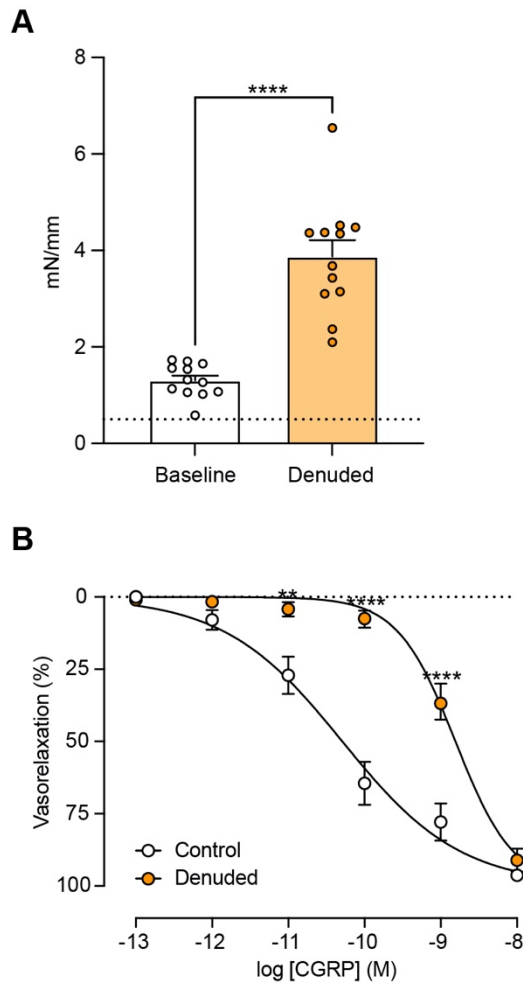 A
8
****
6
mN/mm
4
2
0
Baseline Denuded
B
0
** **** ****
25
Vasorelaxation (%)
50
75
Control
Denuded
100
-13 -12 -11 -10 -9 -8
log [CGRP] (M)